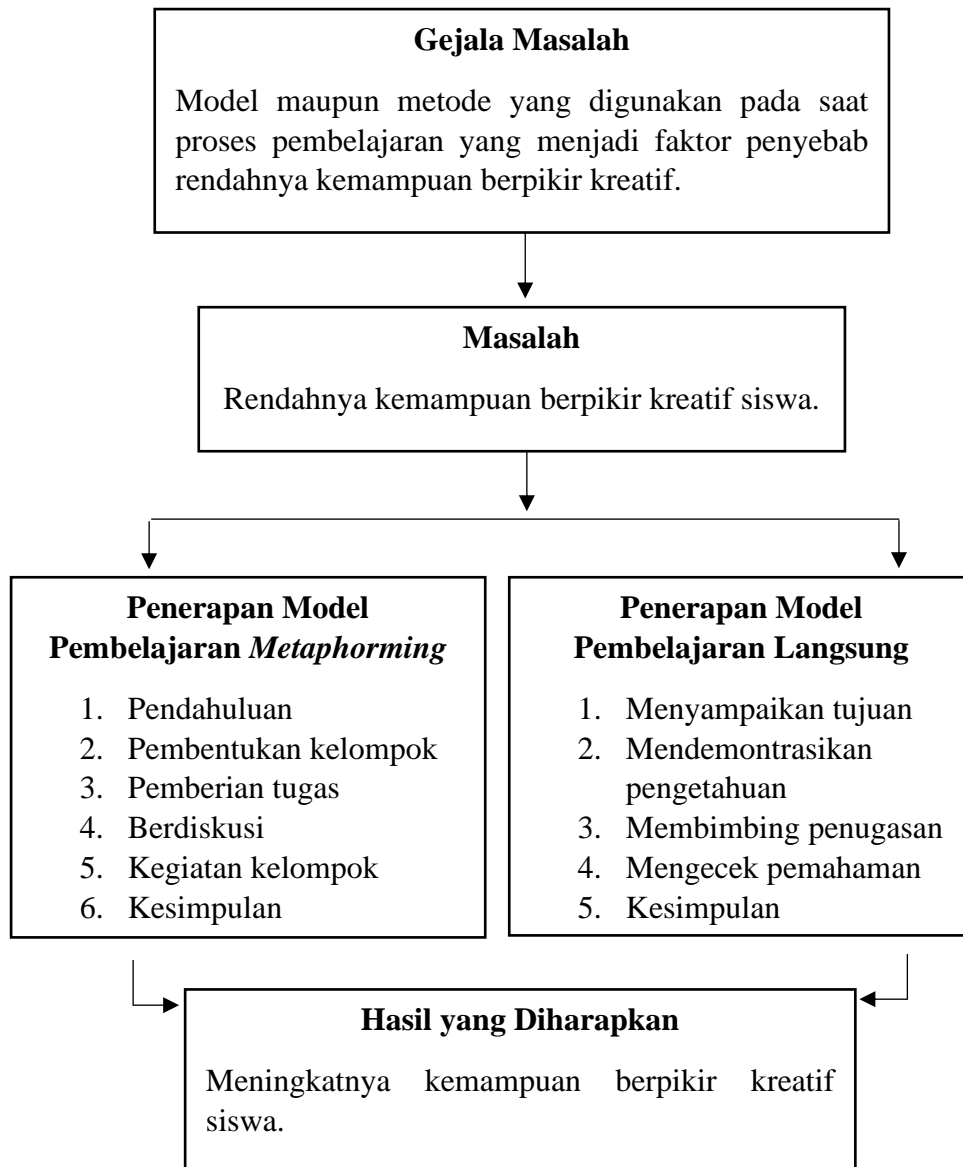 Gejala Masalah
Model maupun metode yang digunakan pada saat
proses pembelajaran yang menjadi faktor penyebab
rendahnya kemampuan berpikir kreatif.
Masalah
Rendahnya kemampuan berpikir kreatif siswa.
Penerapan Model
Pembelajaran Metaphorming
1. Pendahuluan
2. Pembentukan kelompok
3. Pemberian tugas
4. Berdiskusi
5. Kegiatan kelompok
6. Kesimpulan
Penerapan Model
Pembelajaran Langsung
1. Menyampaikan tujuan
2. Mendemontrasikan
pengetahuan
3. Membimbing penugasan
4. Mengecek pemahaman
5. Kesimpulan
Hasil yang Diharapkan
Meningkatnya kemampuan berpikir kreatif
siswa.